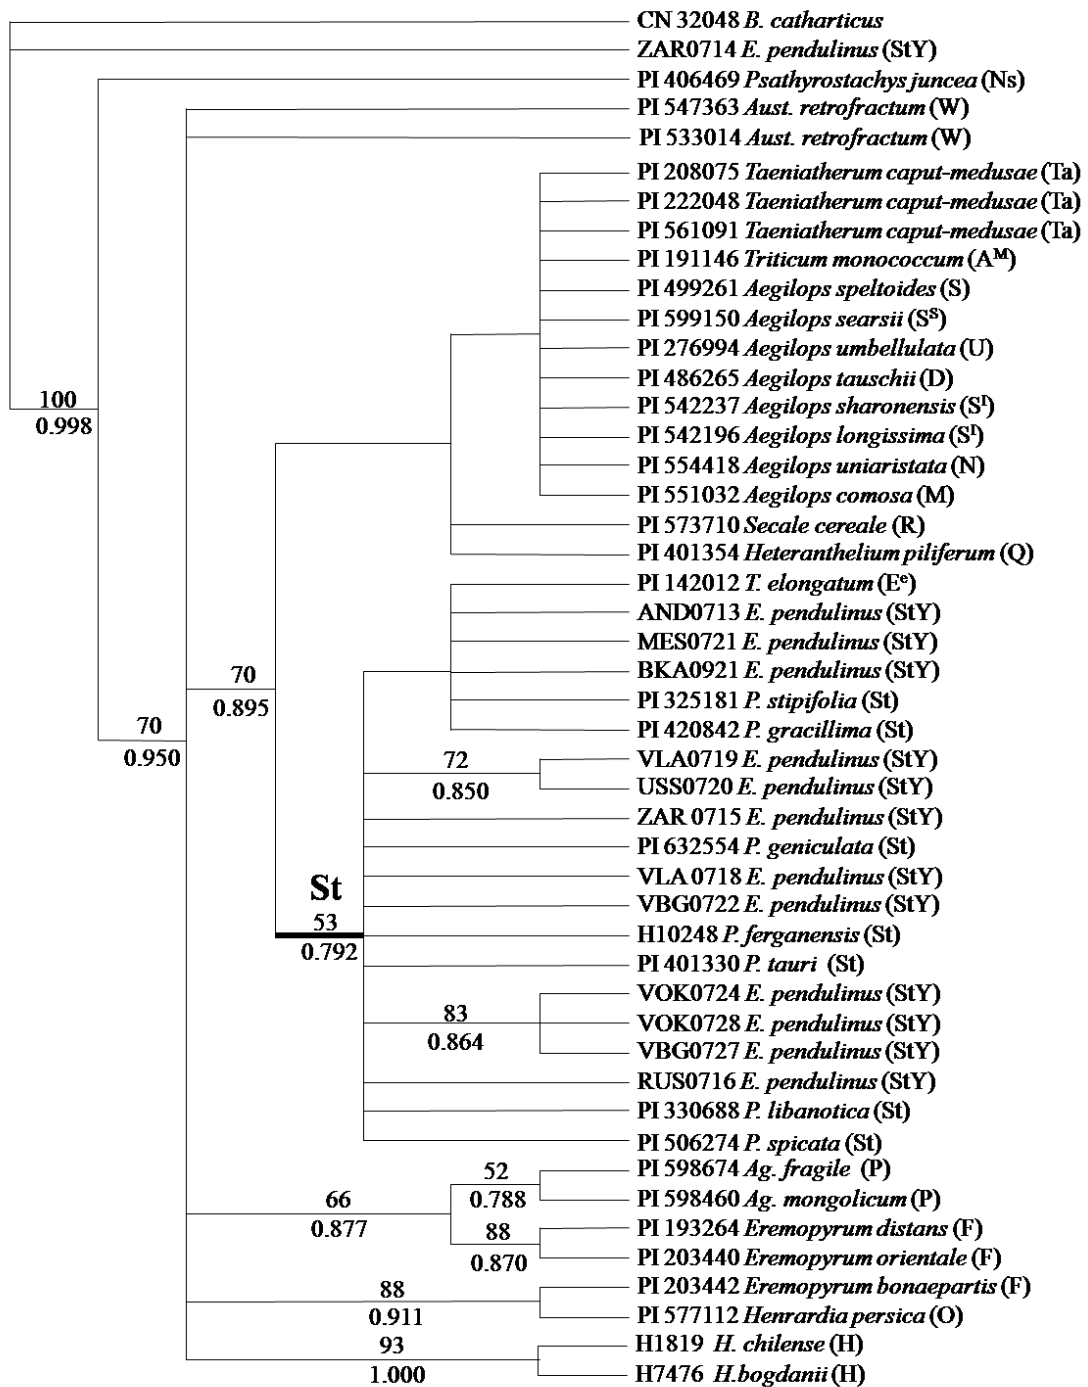 CN 32048 B. catharticus
ZAR0714 E. pendulinus (StY)
PI 406469 Psathyrostachys juncea (Ns)
PI 547363 Aust. retrofractum (W)
PI 533014 Aust. retrofractum (W)
PI 208075 Taeniatherum caput-medusae (Ta)
PI 222048 Taeniatherum caput-medusae (Ta)
PI 561091 Taeniatherum caput-medusae (Ta)
PI 191146 Triticum monococcum (Aᴹ)
PI 499261 Aegilops speltoides (S)
PI 599150 Aegilops searsii (Sˢ)
PI 276994 Aegilops umbellulata (U)
PI 486265 Aegilops tauschii (D)
100
PI 542237 Aegilops sharonensis (Sᴵ)
0.998
PI 542196 Aegilops longissima (Sᴵ)
PI 554418 Aegilops uniaristata (N)
PI 551032 Aegilops comosa (M)
PI 573710 Secale cereale (R)
PI 401354 Heteranthelium piliferum (Q)
PI 142012 T. elongatum (Eᵉ)
AND0713 E. pendulinus (StY)
MES0721 E. pendulinus (StY)
BKA0921 E. pendulinus (StY)
70
0.895
PI 325181 P. stipifolia (St)
PI 420842 P. gracillima (St)
70
0.950
72
VLA0719 E. pendulinus (StY)
0.850
USS0720 E. pendulinus (StY)
ZAR 0715 E. pendulinus (StY)
PI 632554 P. geniculata (St)
VLA 0718 E. pendulinus (StY)
St
VBG0722 E. pendulinus (StY)
53
H10248 P. ferganensis (St)
0.792
PI 401330 P. tauri (St)
VOK0724 E. pendulinus (StY)
83
VOK0728 E. pendulinus (StY)
0.864
VBG0727 E. pendulinus (StY)
RUS0716 E. pendulinus (StY)
PI 330688 P. libanotica (St)
PI 506274 P. spicata (St)
52
PI 598674 Ag. fragile (P)
66
0.788
PI 598460 Ag. mongolicum (P)
0.877
88
PI 193264 Eremopyrum distans (F)
0.870
PI 203440 Eremopyrum orientale (F)
88
PI 203442 Eremopyrum bonaepartis (F)
0.911
PI 577112 Henrardia persica (O)
93
H1819 H. chilense (H)
1.000
H7476 H.bogdanii (H)